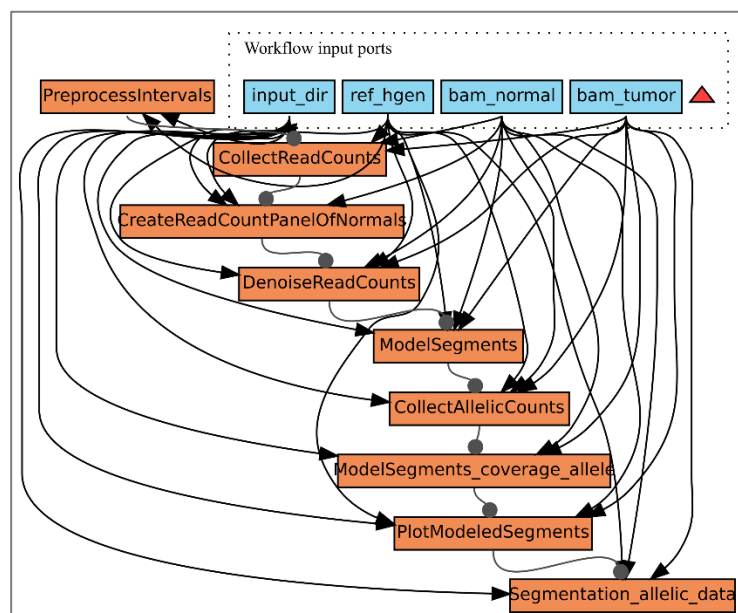 Workflow input ports
PreprocessIntervals
input_dir
ref_hgen
bam_normal
bam_tumor
CollectReadCounts
CreateReadCountPanelOfNormals
DenoiseReadCounts
ModelSegments
CollectAllelicCounts
ModelSegments_coverage_allele
PlotModeledSegments
Segmentation_allelic_data